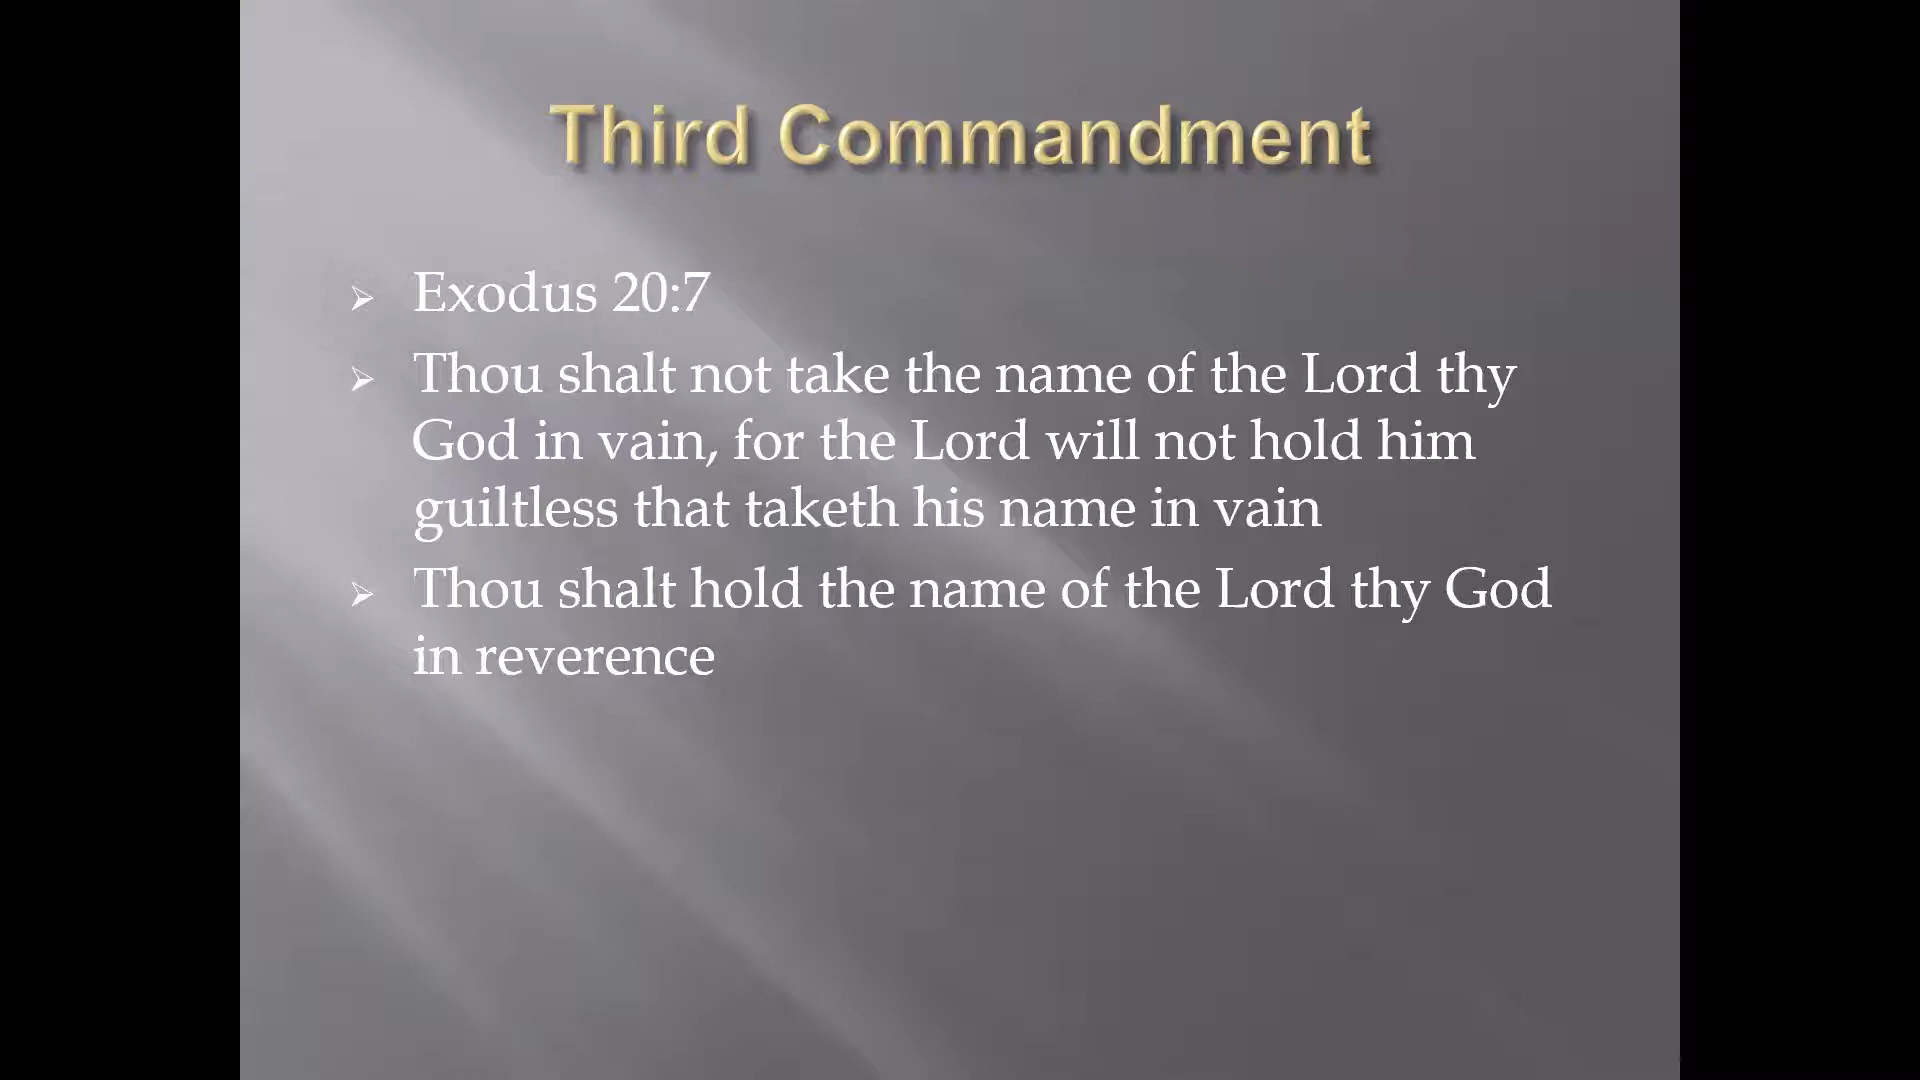 Third Commandment
Exodus 20:7
Thou shalt not take the name of the Lord thy
God in vain, for the Lord will not hold him
guiltless that taketh his name in vain
Thou shalt hold the name of the Lord thy God
in reverence